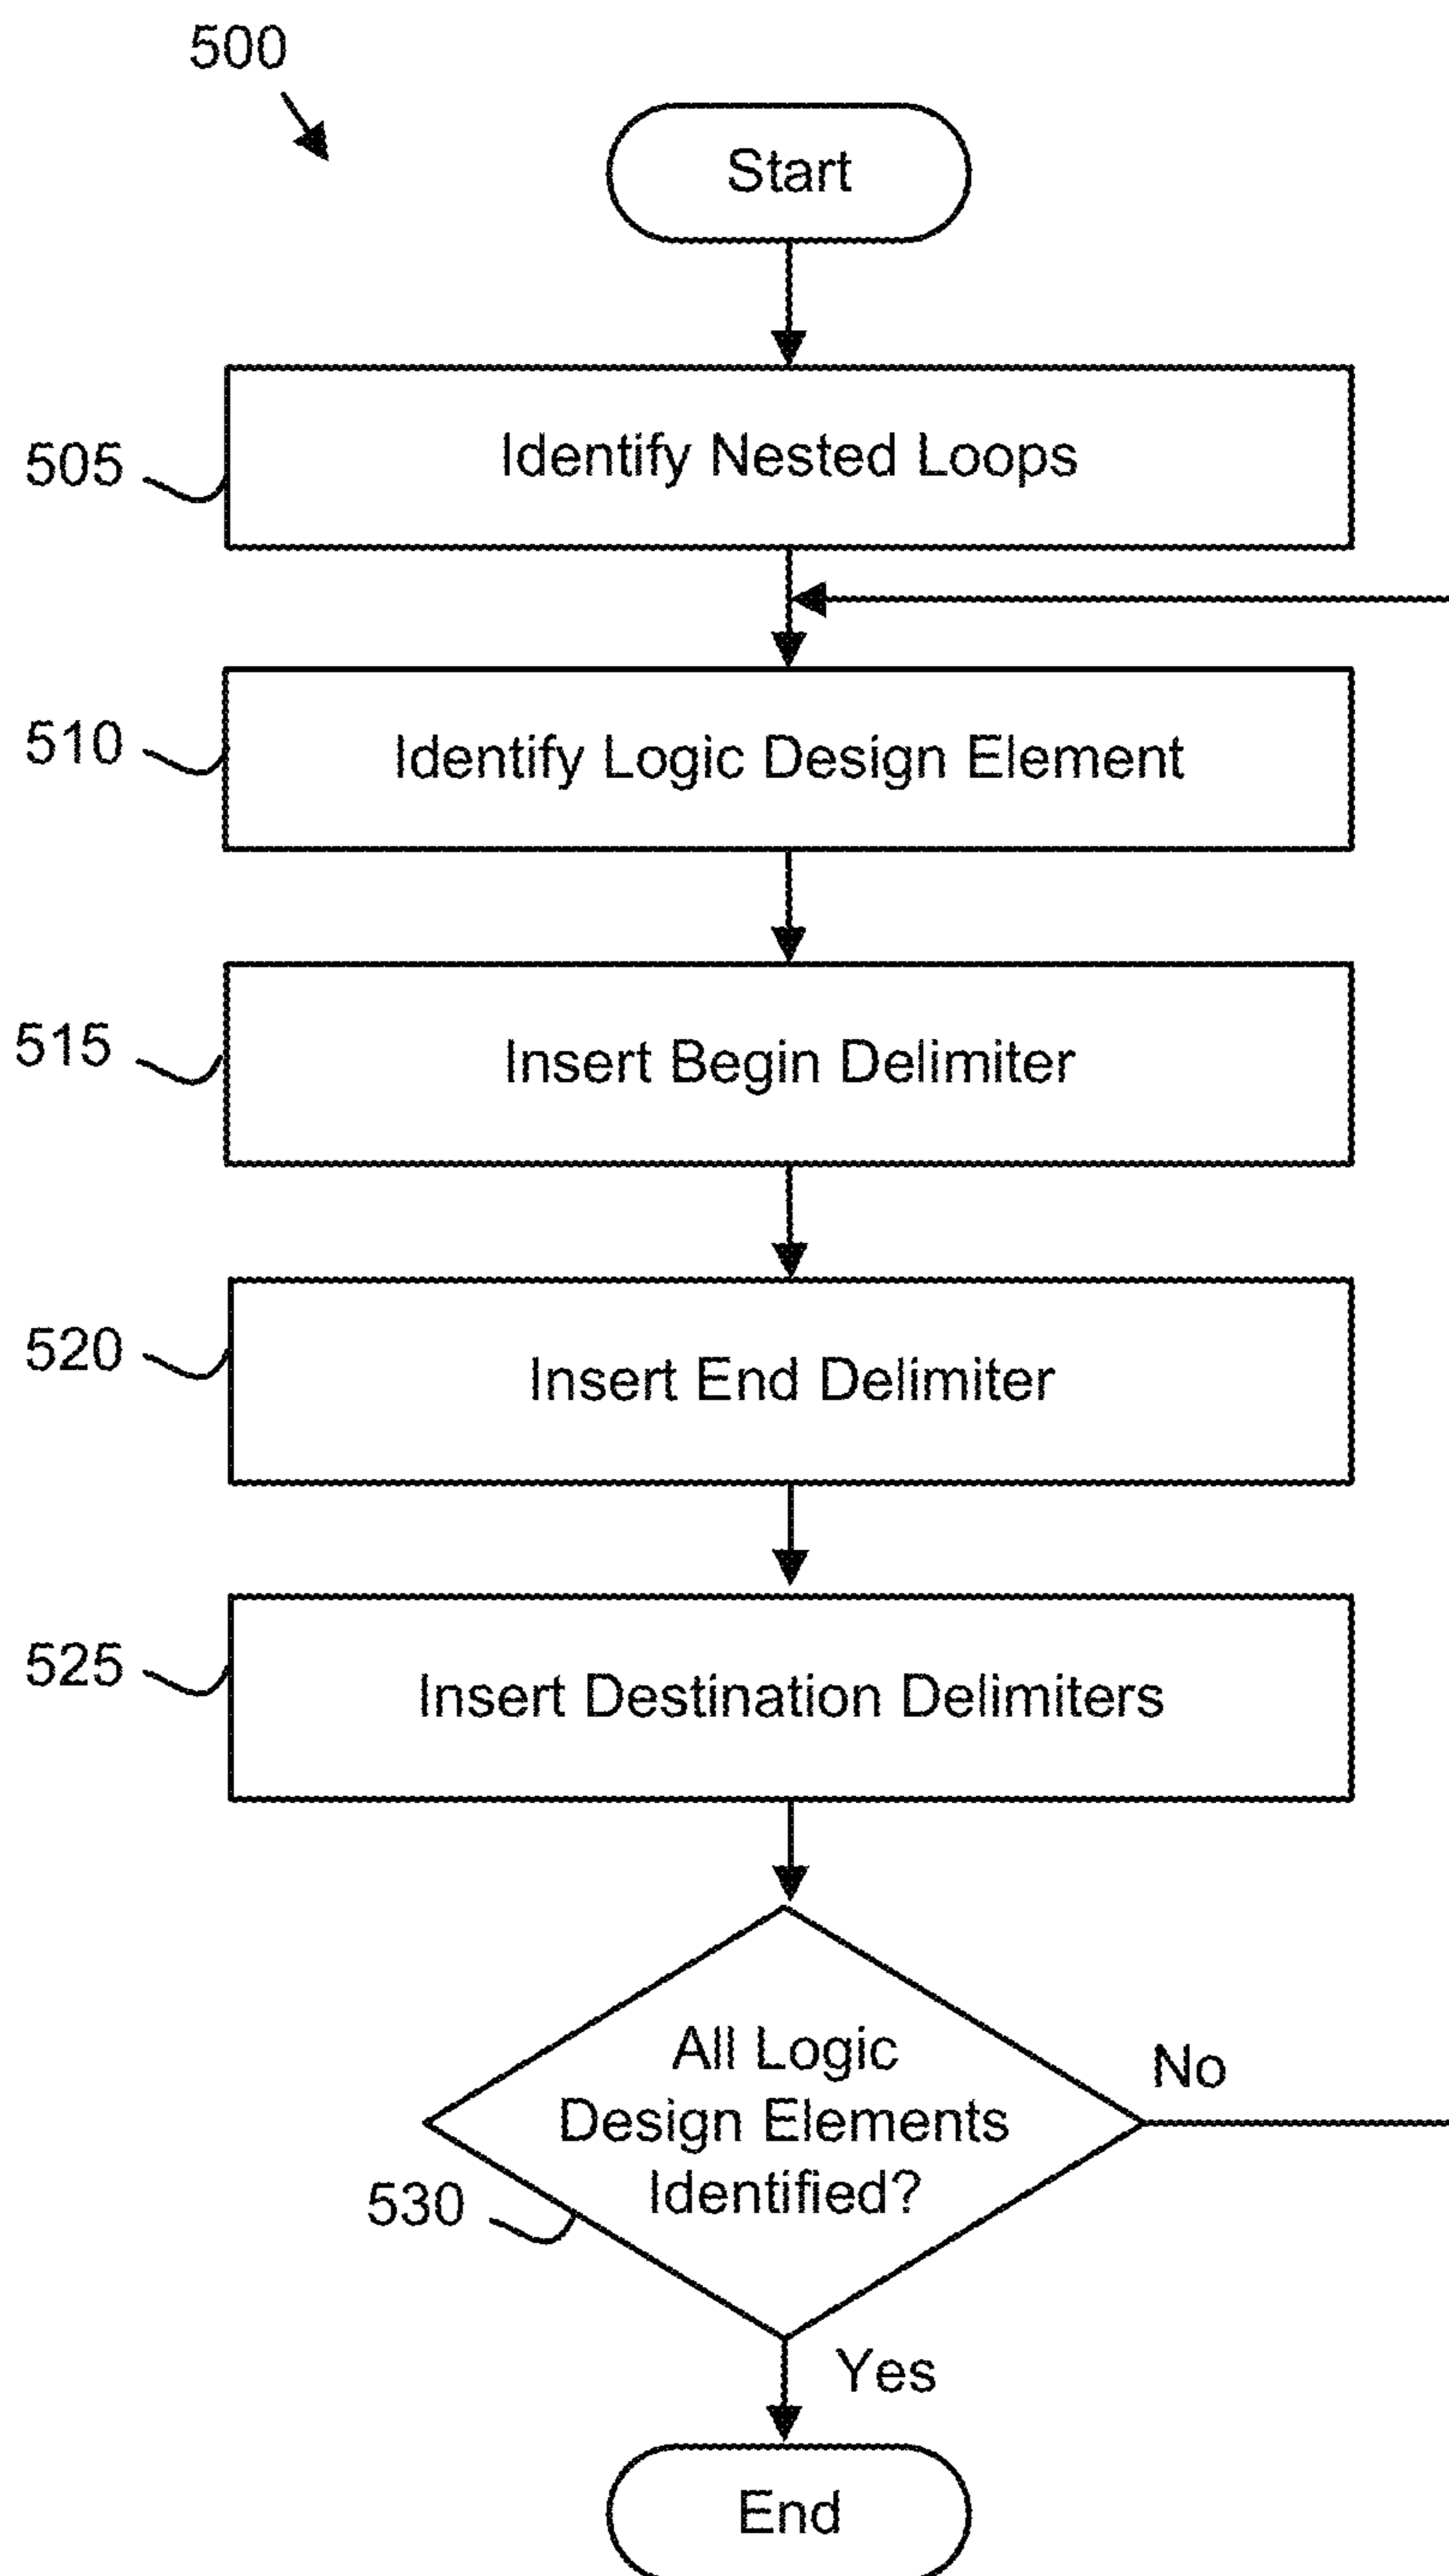 500
Start
505
Identify Nested Loops
510
Identify Logic Design Element
515
Insert Begin Delimiter
520
Insert End Delimiter
525
Insert Destination Delimiters
All Logic
Design Elements
Identified?
No
530
Yes
End